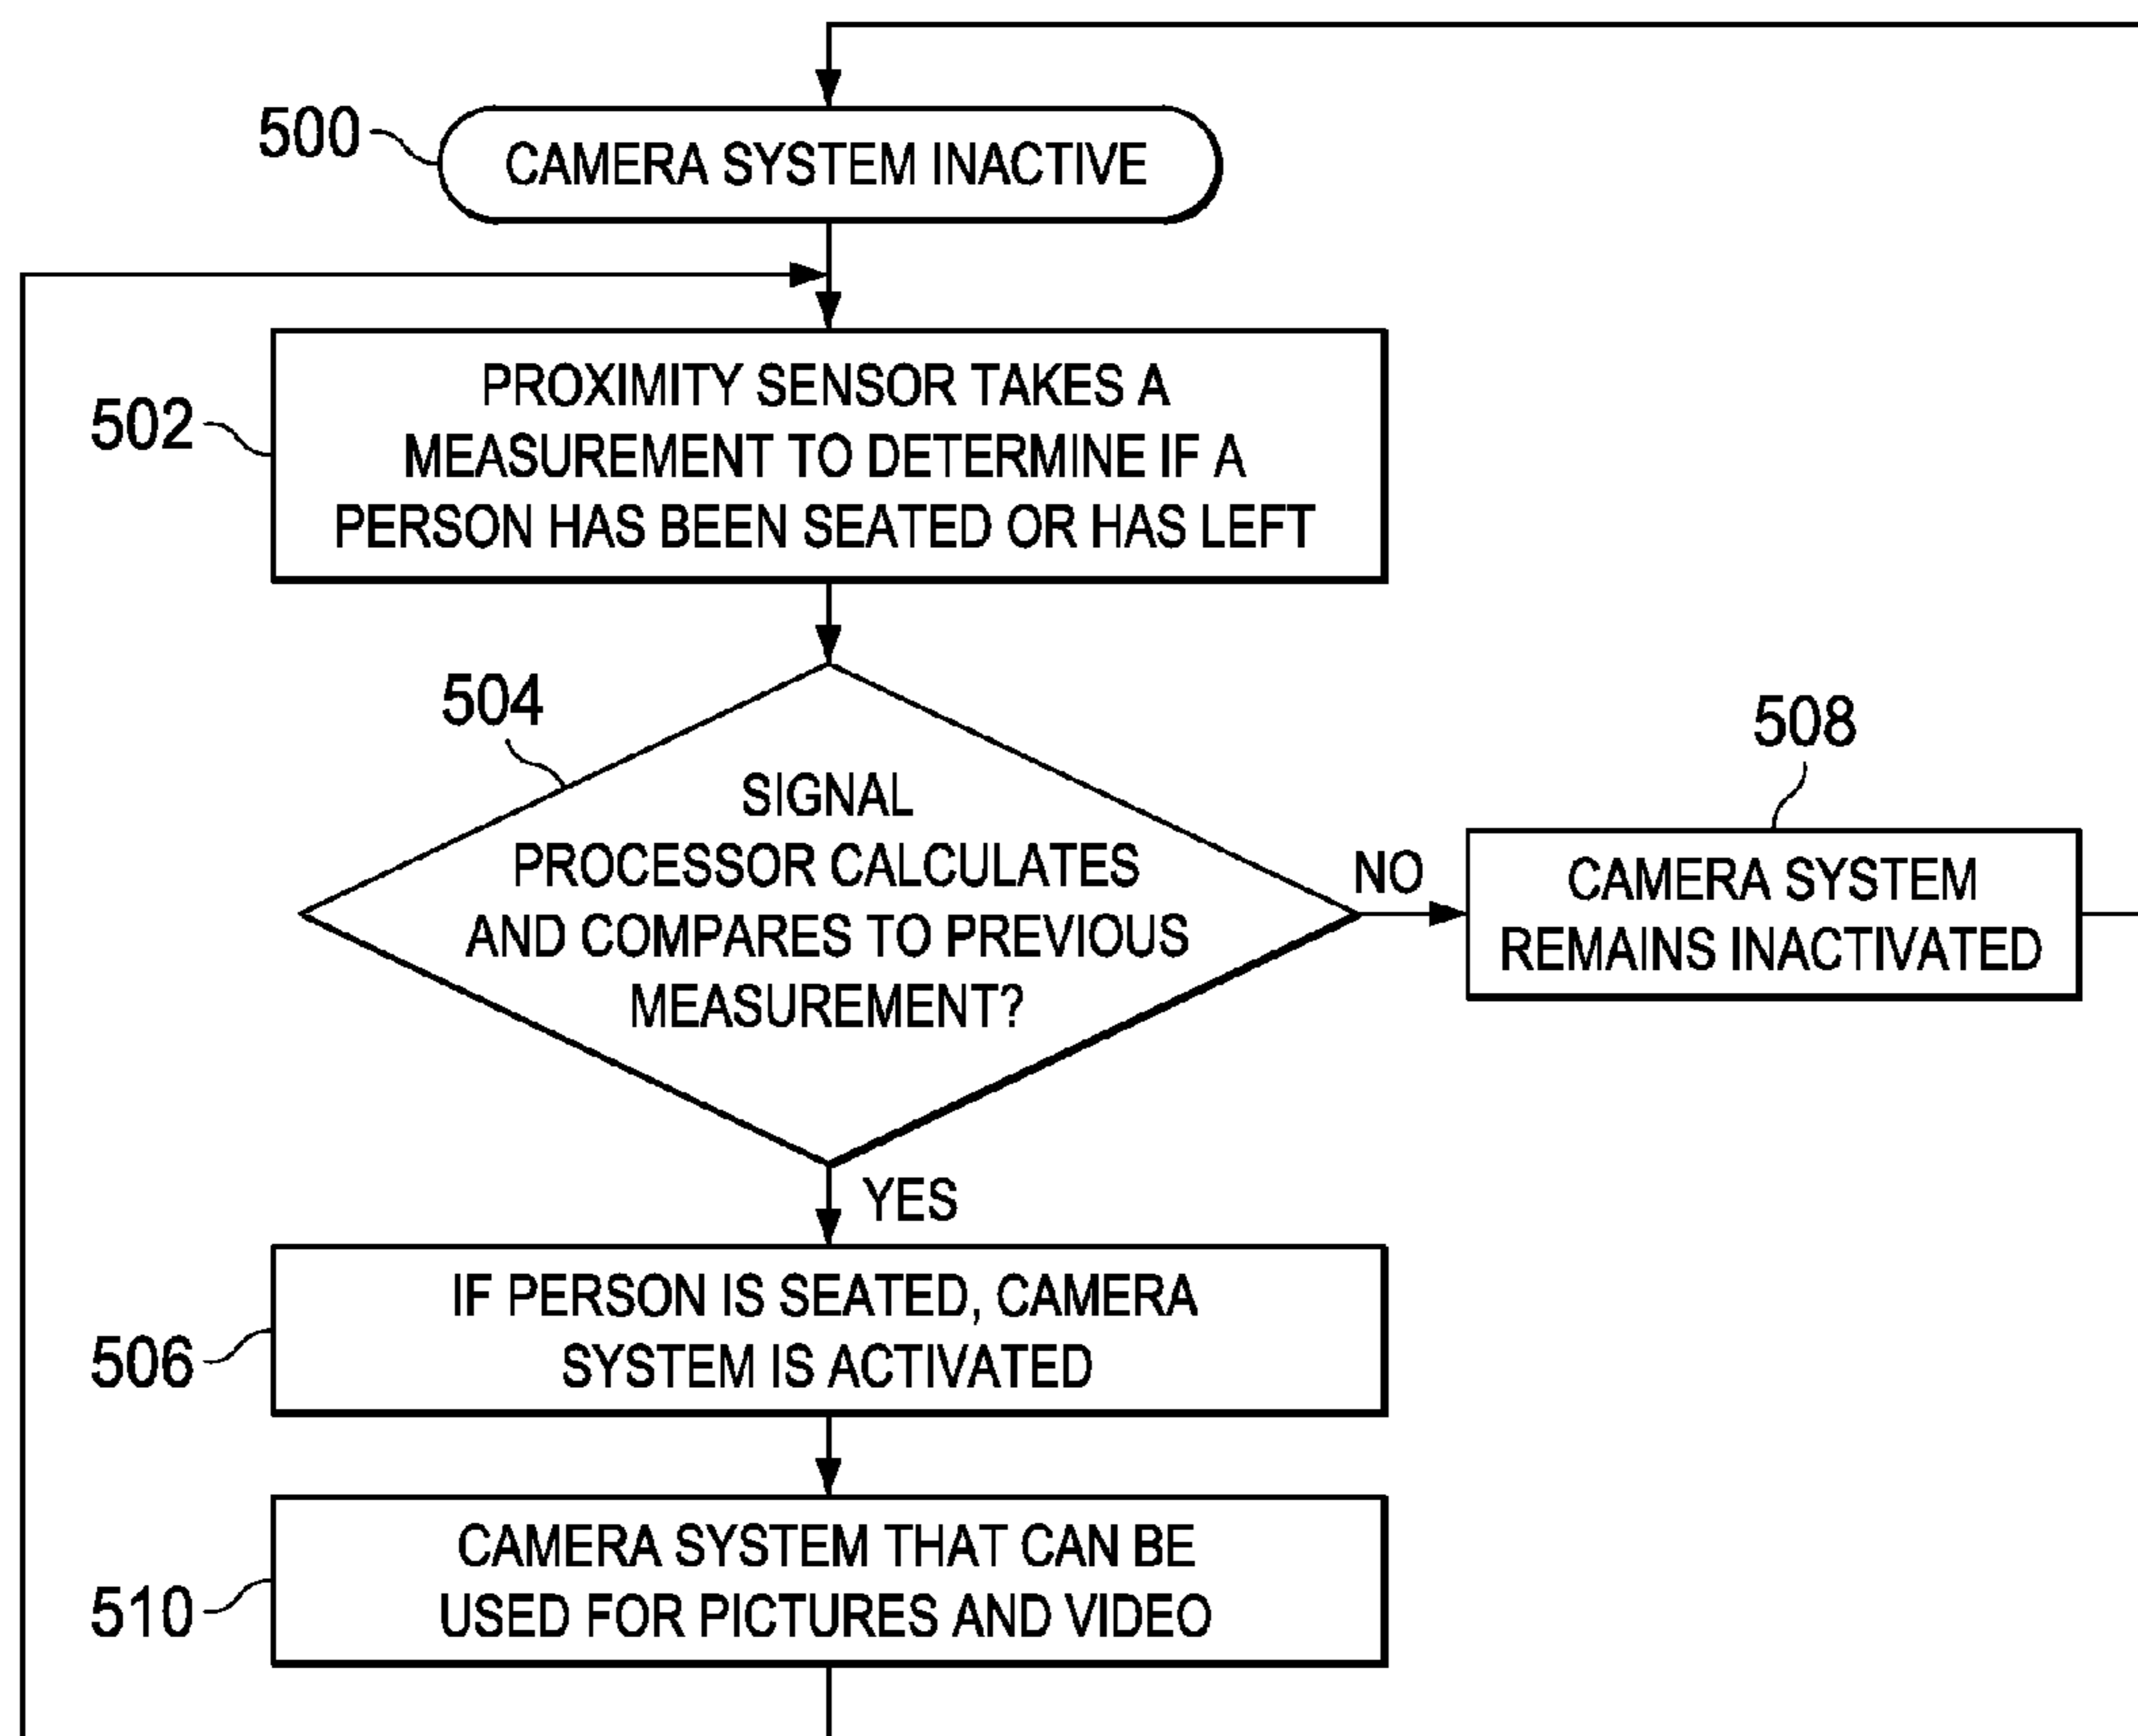 500
CAMERA SYSTEM INACTIVE
502
PROXIMITY SENSOR TAKES A
MEASUREMENT TO DETERMINE IF A
PERSON HAS BEEN SEATED OR HAS LEFT
504
SIGNAL
PROCESSOR CALCULATES
AND COMPARES TO PREVIOUS
MEASUREMENT?
NO
508
CAMERA SYSTEM
REMAINS INACTIVATED
YES
506
IF PERSON IS SEATED, CAMERA
SYSTEM IS ACTIVATED
510
CAMERA SYSTEM THAT CAN BE
USED FOR PICTURES AND VIDEO